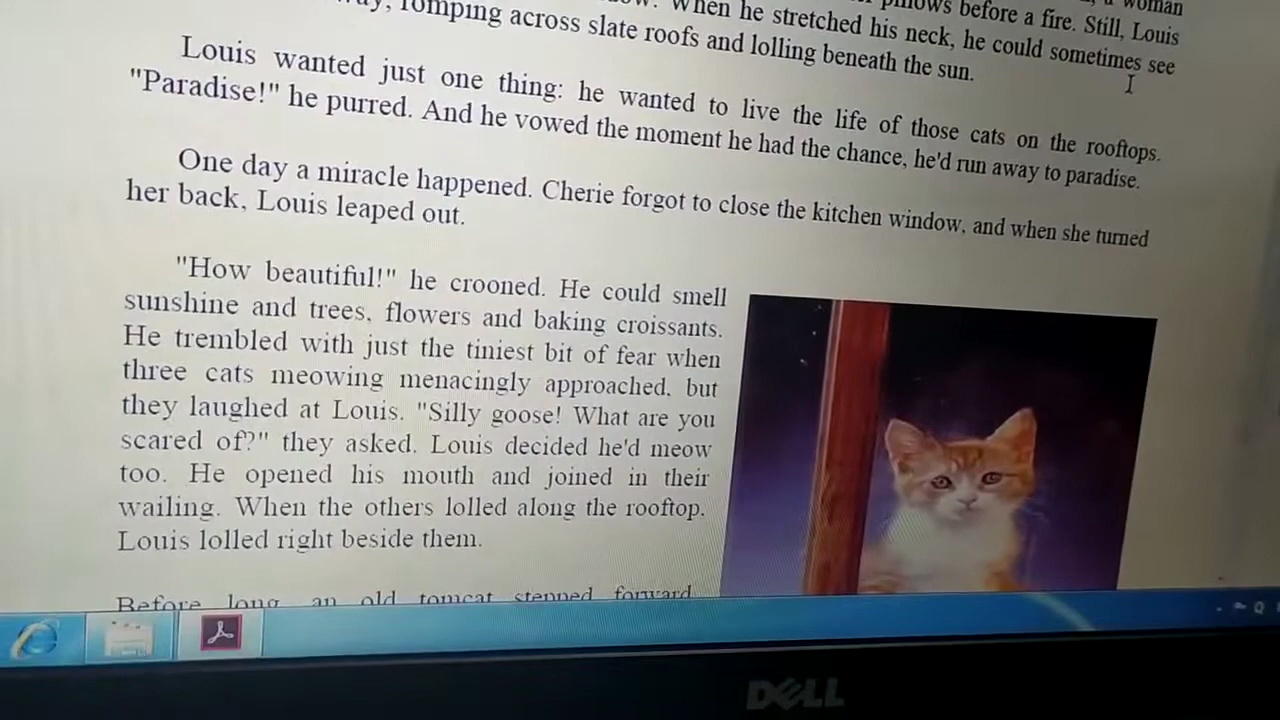 pillows before a fire. Still, Louis
When he stretched his neck, he could sometimes see
romping across slate roofs and lolling beneath the sun.
Louis wanted just one thing: he wanted to live the life of those cats on the rooftops.
"Paradise!" he purred. And he vowed the moment he had the chance, he'd run away to paradise.
One day a miracle happened. Cherie forgot to close the kitchen window, and when she turned
her back, Louis leaped out.
"How beautiful!" he crooned. He could smell
sunshine and trees, flowers and baking croissants.
He trembled with just the tiniest bit of fear when
three cats meowing menacingly approached, but
they laughed at Louis. "Silly goose! What are you
scared of?" they asked. Louis decided he'd meow
too. He opened his mouth and joined in their
wailing. When the others lolled along the rooftop.
Louis lolled right beside them.
Before long, an old tomcat stepped forward
DELL